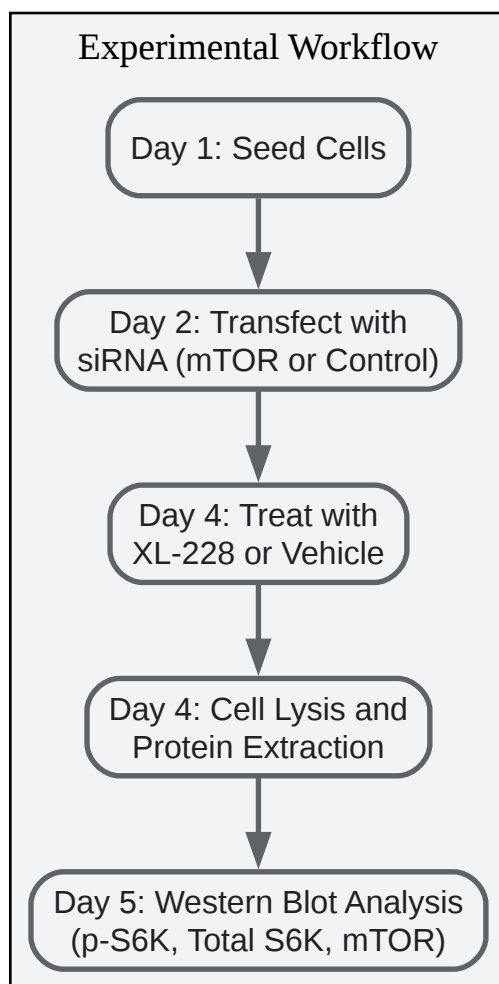 Experimental Workflow
Day 1: Seed Cells
Day 2: Transfect with
siRNA (mTOR or Control)
Day 4: Treat with
XL-228 or Vehicle
Day 4: Cell Lysis and
Protein Extraction
Day 5: Western Blot Analysis
(p-S6K, Total S6K, mTOR)